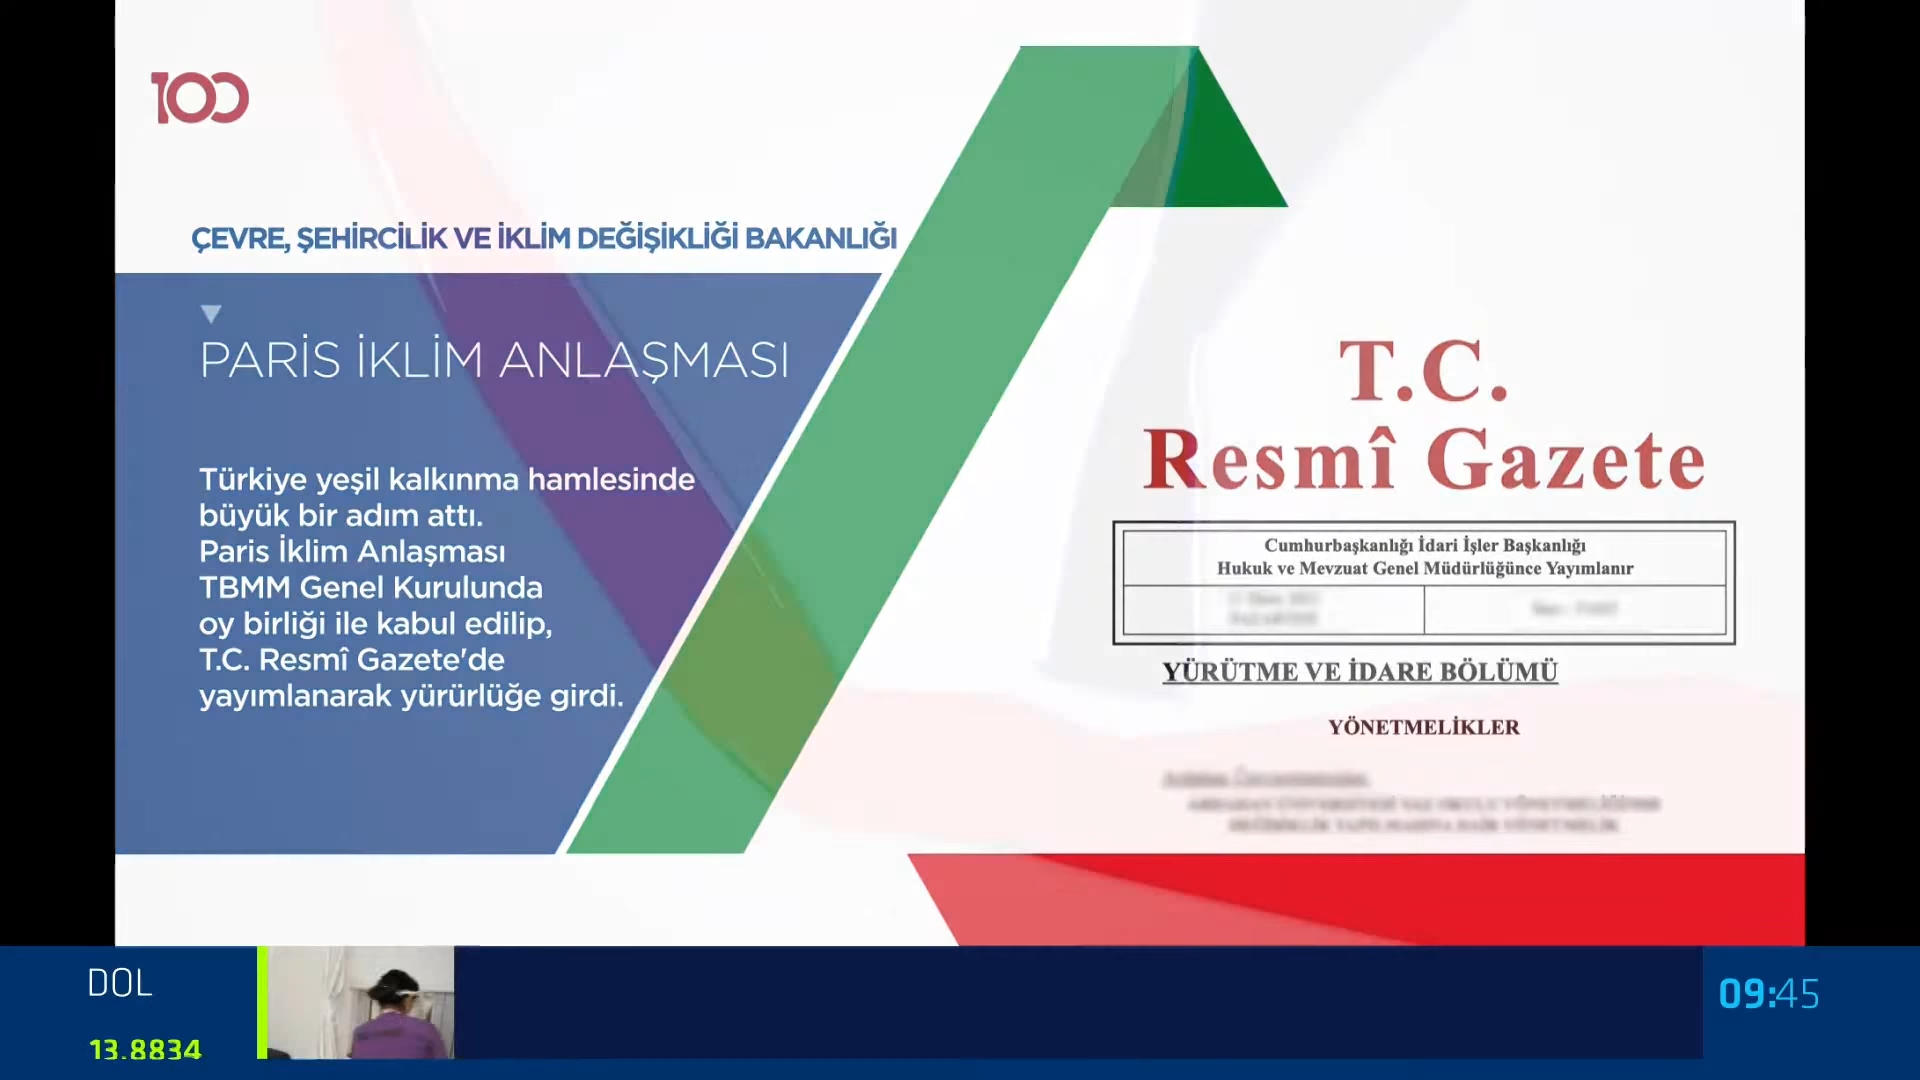 100
ÇEVRE, ŞEHİRCİLİK VE İKLİM DEĞİŞİKLİĞİ BAKANLIĞI
PARİS İKLİM ANLAŞMASI
Türkiye yeşil kalkınma hamlesinde
büyük bir adım attı.
Paris İklim Anlaşması
TBMM Genel Kurulunda
oy birliği ile kabul edilip,
T.C. Resmî Gazete'de
yayımlanarak yürürlüğe girdi.
T.C.
Resmî Gazete
Cumhurbaşkanlığı İdari İşler Başkanlığı
Hukuk ve Mevzuat Genel Müdürlüğünce Yayımlanır
YÜRÜTME VE İDARE BÖLÜMÜ
YÖNETMELİKLER
DOL
13.8834
09:45